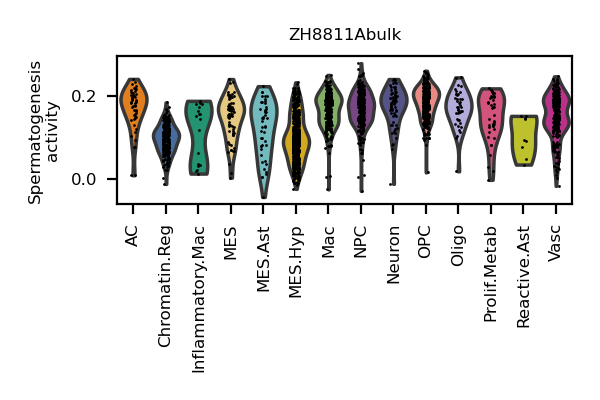 ZH8811Abulk
Spermatogenesis
activity
0.2
0.0
AC
Chromatin.Reg
Inflammatory.Mac
MES
MES.Ast
MES.Hyp
Mac
NPC
Neuron
OPC
Oligo
Prolif.Metab
Reactive.Ast
Vasc